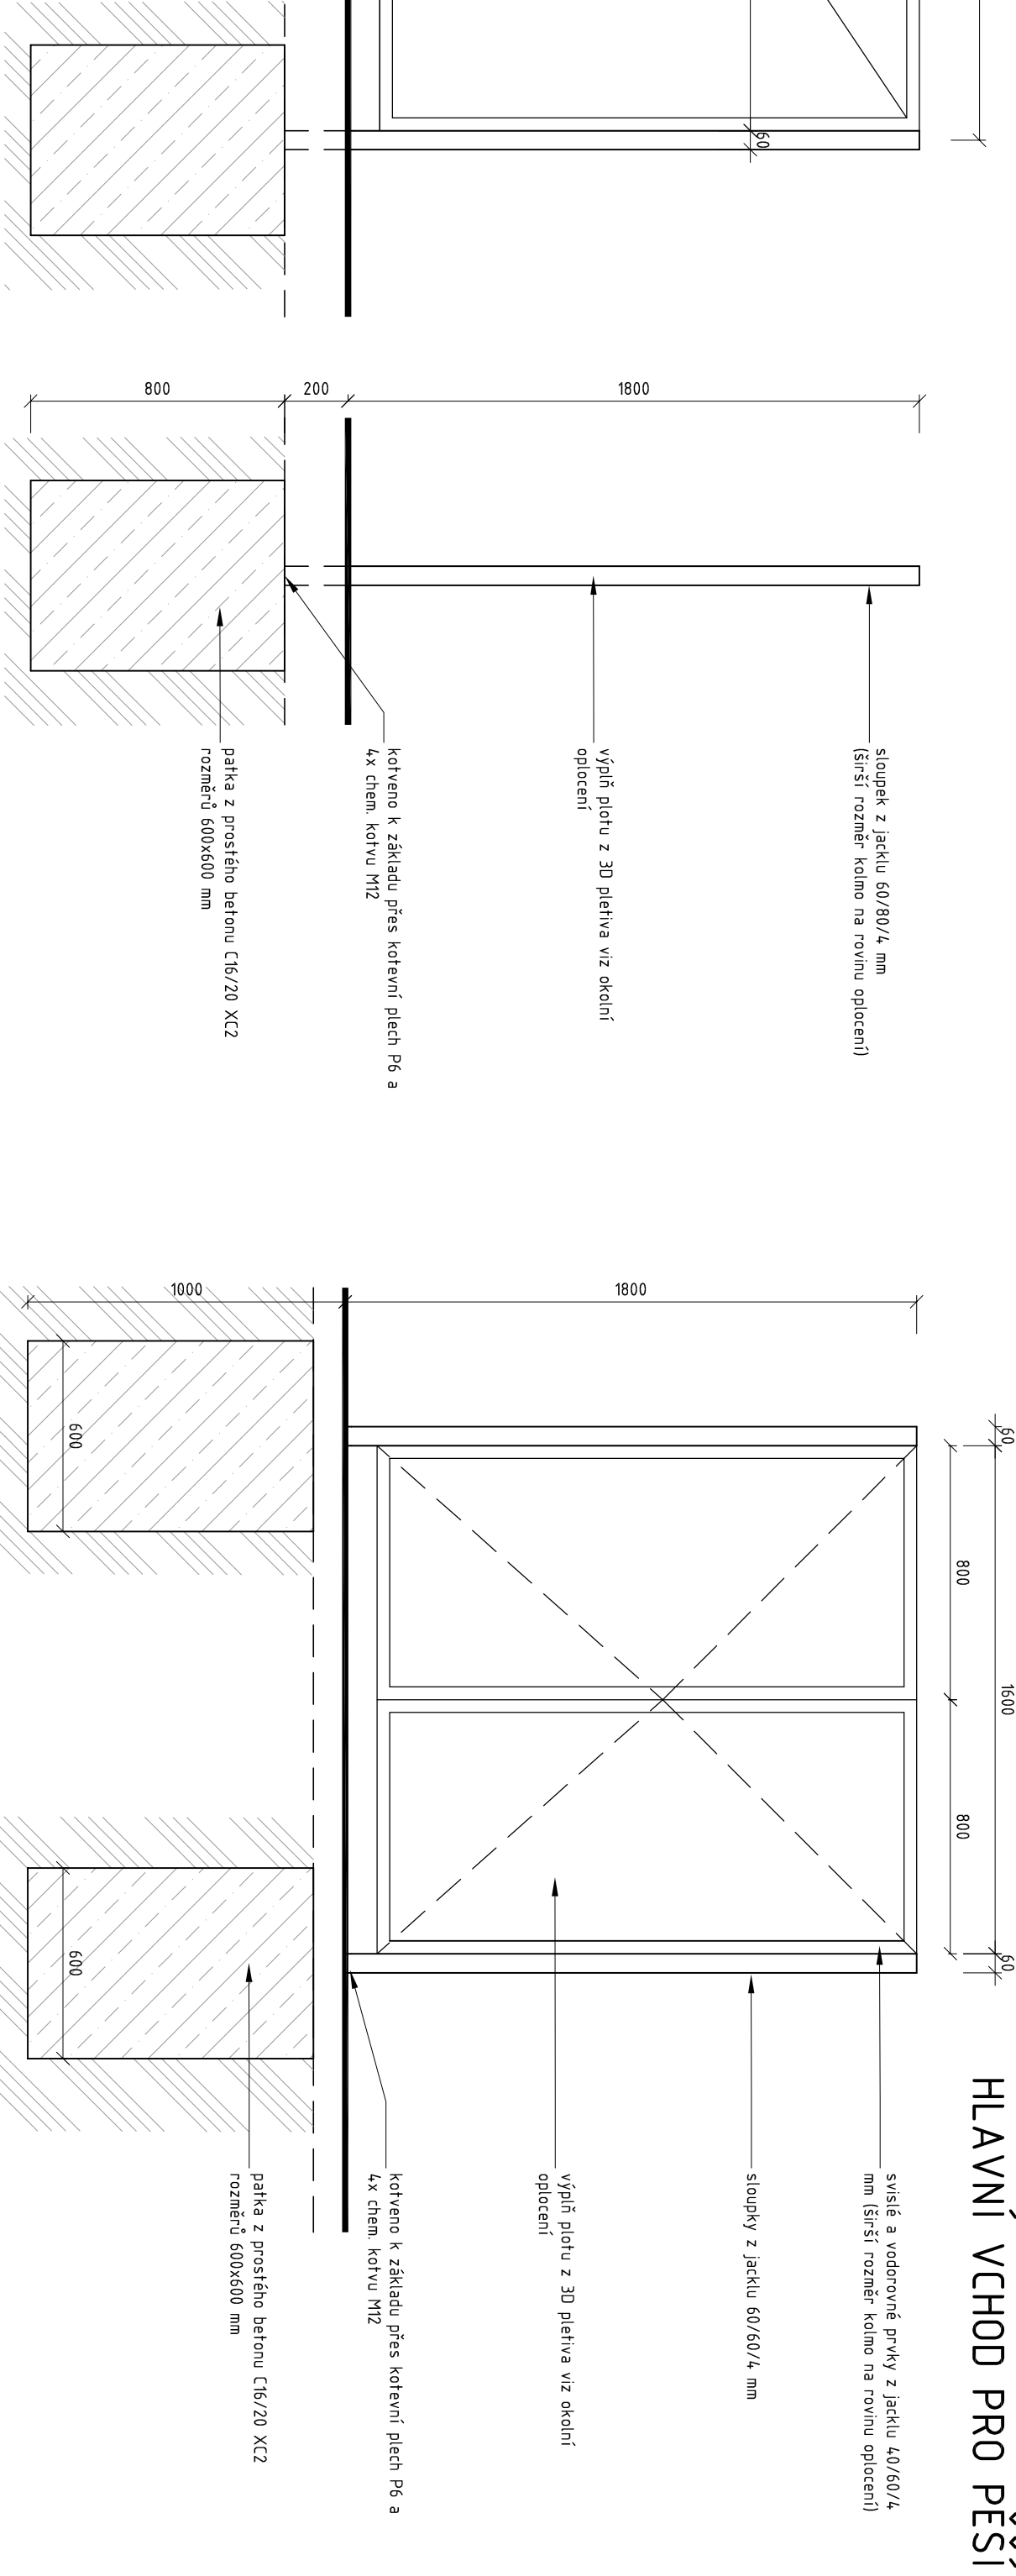 60
800
200
1800
sloupek z jacklu 60/80/4 mm
(širší rozměr kolmo na rovinu oplocení)
výplň plotu z 3D pletiva viz okolní
oplocení
kotveno k základu přes kotevní plech P6 a
4x chem. kotvu M12
patka z prostého betonu C16/20 XC2
rozměrů 600x600 mm
HLAVNÍ VCHOD PRO PĚŠÍ
1000
1800
60
1600
60
800
800
600
600
svislé a vodorovné prvky z jacklu 40/60/4
mm (širší rozměr kolmo na rovinu oplocení)
sloupky z jacklu 60/60/4 mm
výplň plotu z 3D pletiva viz okolní
oplocení
kotveno k základu přes kotevní plech P6 a
4x chem. kotvu M12
patka z prostého betonu C16/20 XC2
rozměrů 600x600 mm